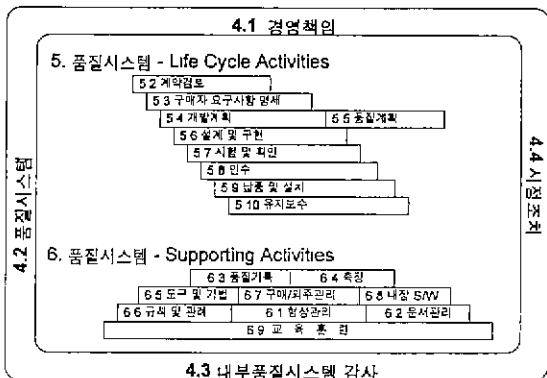 4.1 경영책임
5. 품질시스템 - Life Cycle Activities
5.2 계약검토
5.3 구매자 요구사항 명세
5.4 개발계획
5.5 품질계획
5.6 설계 및 구현
5.7 시험 및 확인
5.8 인수
5.9 납품 및 설치
5.10 유지보수
4.2 품질시스템
4.4 시정조치
6. 품질시스템 - Supporting Activities
6.3 품질기록
6.4 측정
6.5 도구 및 기법
6.7 구매/외주관리
6.8 내장 S/W
6.6 규칙 및 관례
6.1 형상관리
6.2 문서관리
6.9 교 육 훈 련
4.3 내부품질시스템 감사